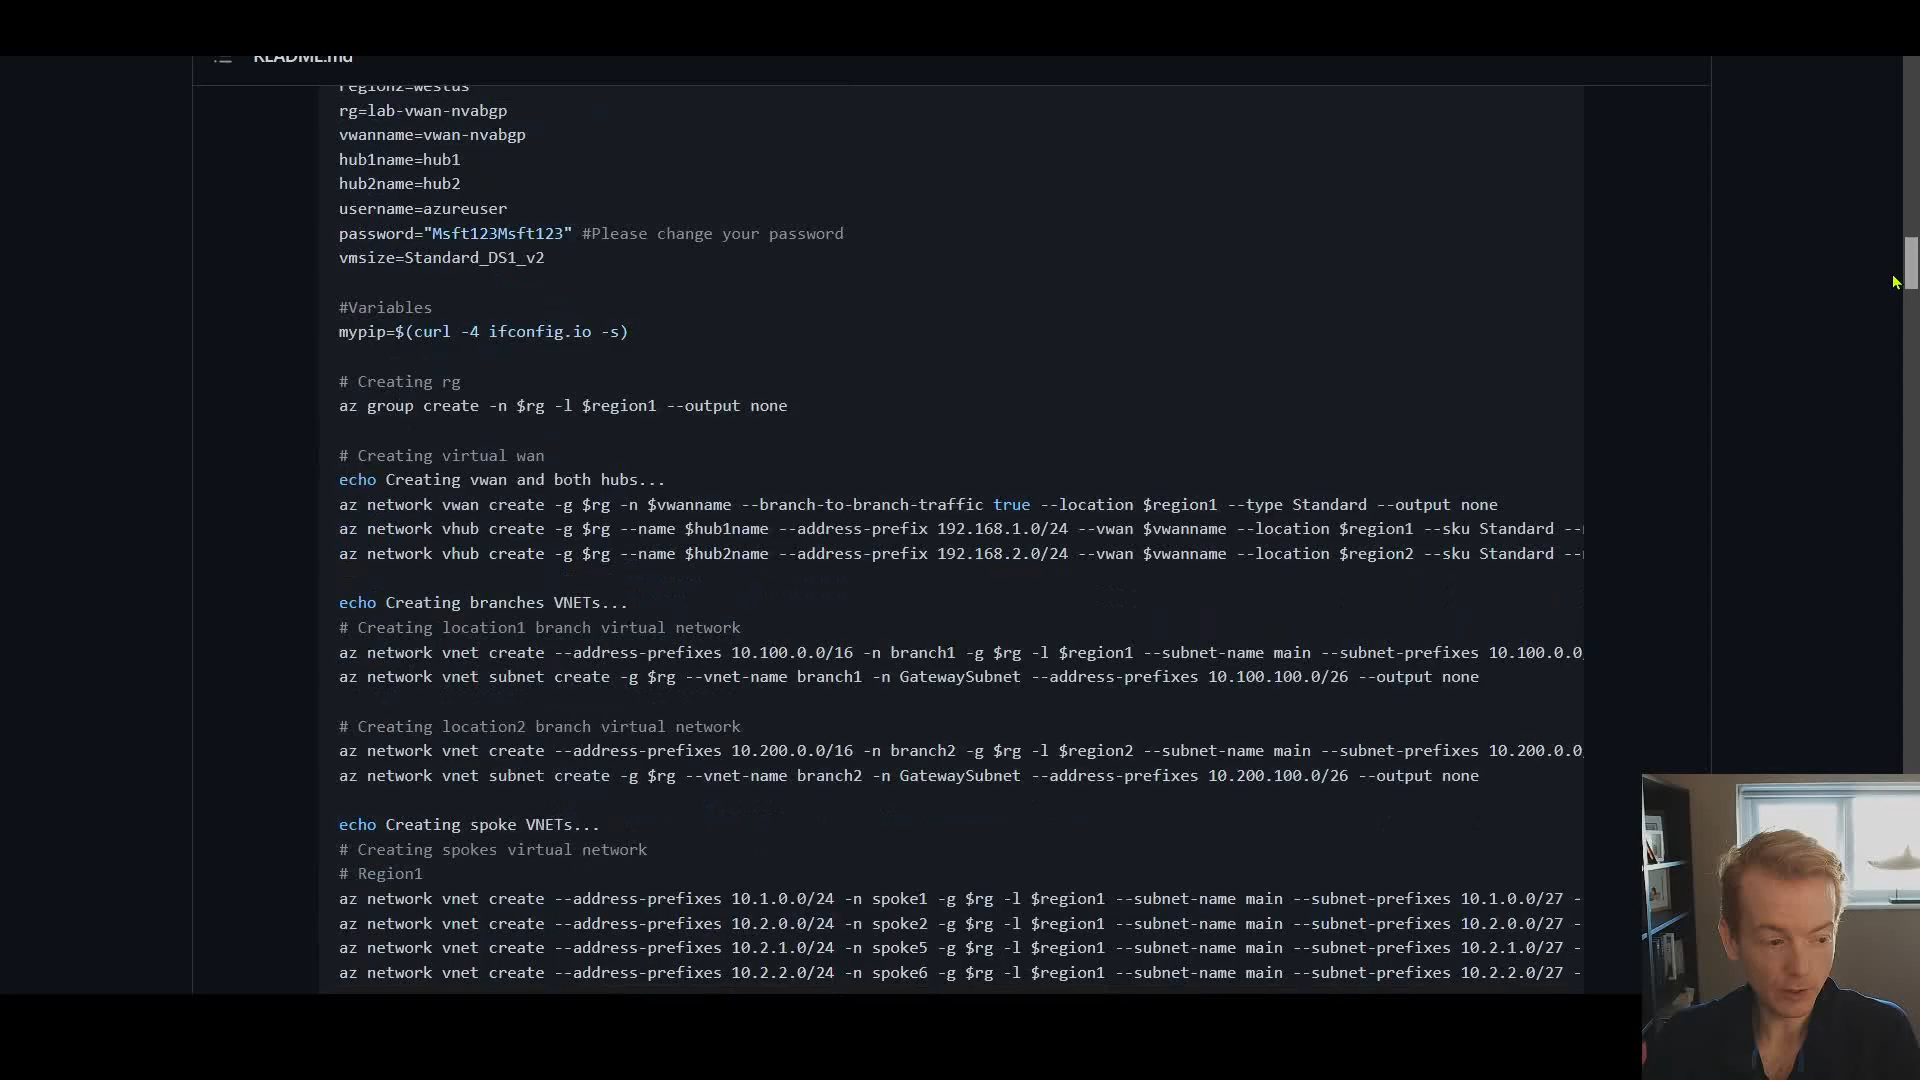 README.md
region2=westus
rg=lab-vwan-nvabgp
vwanname=vwan-nvabgp
hub1name=hub1
hub2name=hub2
username=azureuser
password="Msft123Msft123" #Please change your password
vmsize=Standard_DS1_v2
#Variables
mypip=$(curl -4 ifconfig.io -s)
# Creating rg
az group create -n $rg -l $region1 --output none
# Creating virtual wan
echo Creating vwan and both hubs...
az network vwan create -g $rg -n $vwanname --branch-to-branch-traffic true --location $region1 --type Standard --output none
az network vhub create -g $rg --name $hub1name --address-prefix 192.168.1.0/24 --vwan $vwanname --location $region1 --sku Standard --
az network vhub create -g $rg --name $hub2name --address-prefix 192.168.2.0/24 --vwan $vwanname --location $region2 --sku Standard --
echo Creating branches VNETs...
# Creating location1 branch virtual network
az network vnet create --address-prefixes 10.100.0.0/16 -n branch1 -g $rg -l $region1 --subnet-name main --subnet-prefixes 10.100.0.0
az network vnet subnet create -g $rg --vnet-name branch1 -n GatewaySubnet --address-prefixes 10.100.100.0/26 --output none
# Creating location2 branch virtual network
az network vnet create --address-prefixes 10.200.0.0/16 -n branch2 -g $rg -l $region2 --subnet-name main --subnet-prefixes 10.200.0.0
az network vnet subnet create -g $rg --vnet-name branch2 -n GatewaySubnet --address-prefixes 10.200.100.0/26 --output none
echo Creating spoke VNETs...
# Creating spokes virtual network
# Region1
az network vnet create --address-prefixes 10.1.0.0/24 -n spoke1 -g $rg -l $region1 --subnet-name main --subnet-prefixes 10.1.0.0/27 -
az network vnet create --address-prefixes 10.2.0.0/24 -n spoke2 -g $rg -l $region1 --subnet-name main --subnet-prefixes 10.2.0.0/27 -
az network vnet create --address-prefixes 10.2.1.0/24 -n spoke5 -g $rg -l $region1 --subnet-name main --subnet-prefixes 10.2.1.0/27 -
az network vnet create --address-prefixes 10.2.2.0/24 -n spoke6 -g $rg -l $region1 --subnet-name main --subnet-prefixes 10.2.2.0/27 -